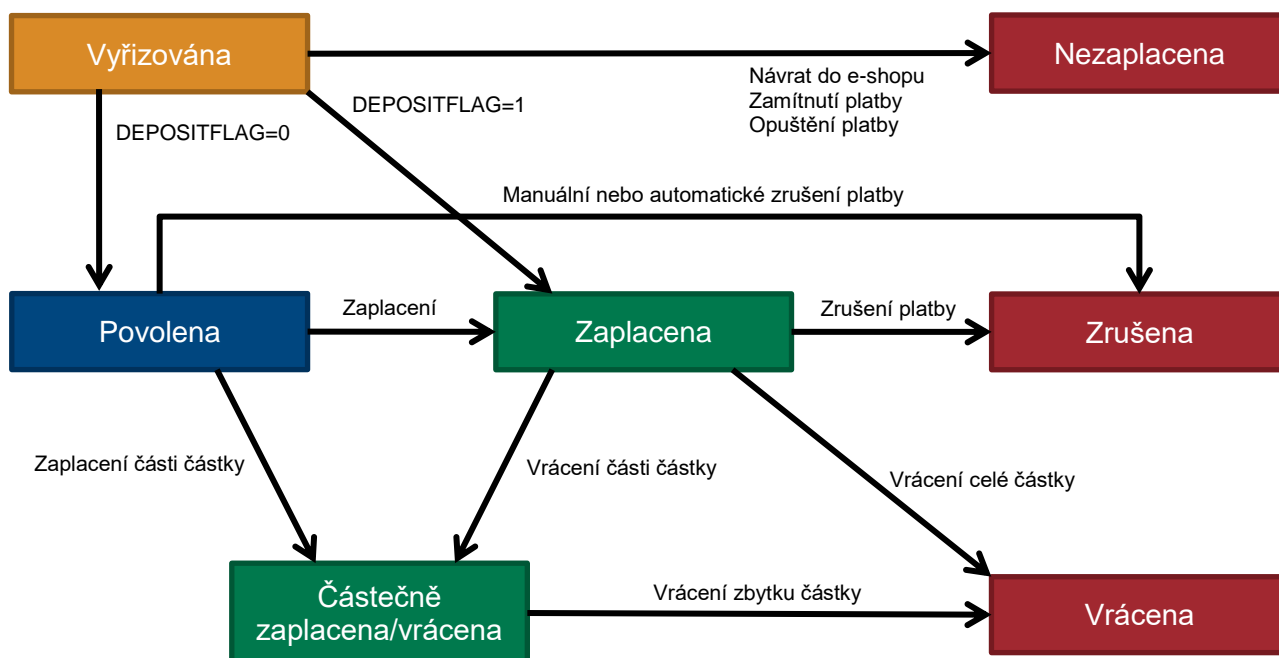 Vyřizována
Nezaplacena
Návrat do e-shopu
Zamítnutí platby
Opuštění platby
DEPOSITFLAG=1
DEPOSITFLAG=0
Manuální nebo automatické zrušení platby
Povolena
Zaplacení
Zaplacena
Zrušení platby
Zrušena
Zaplacení části částky
Vrácení části částky
Vrácení celé částky
Částečně
zaplacena/vrácena
Vrácení zbytku částky
Vrácena